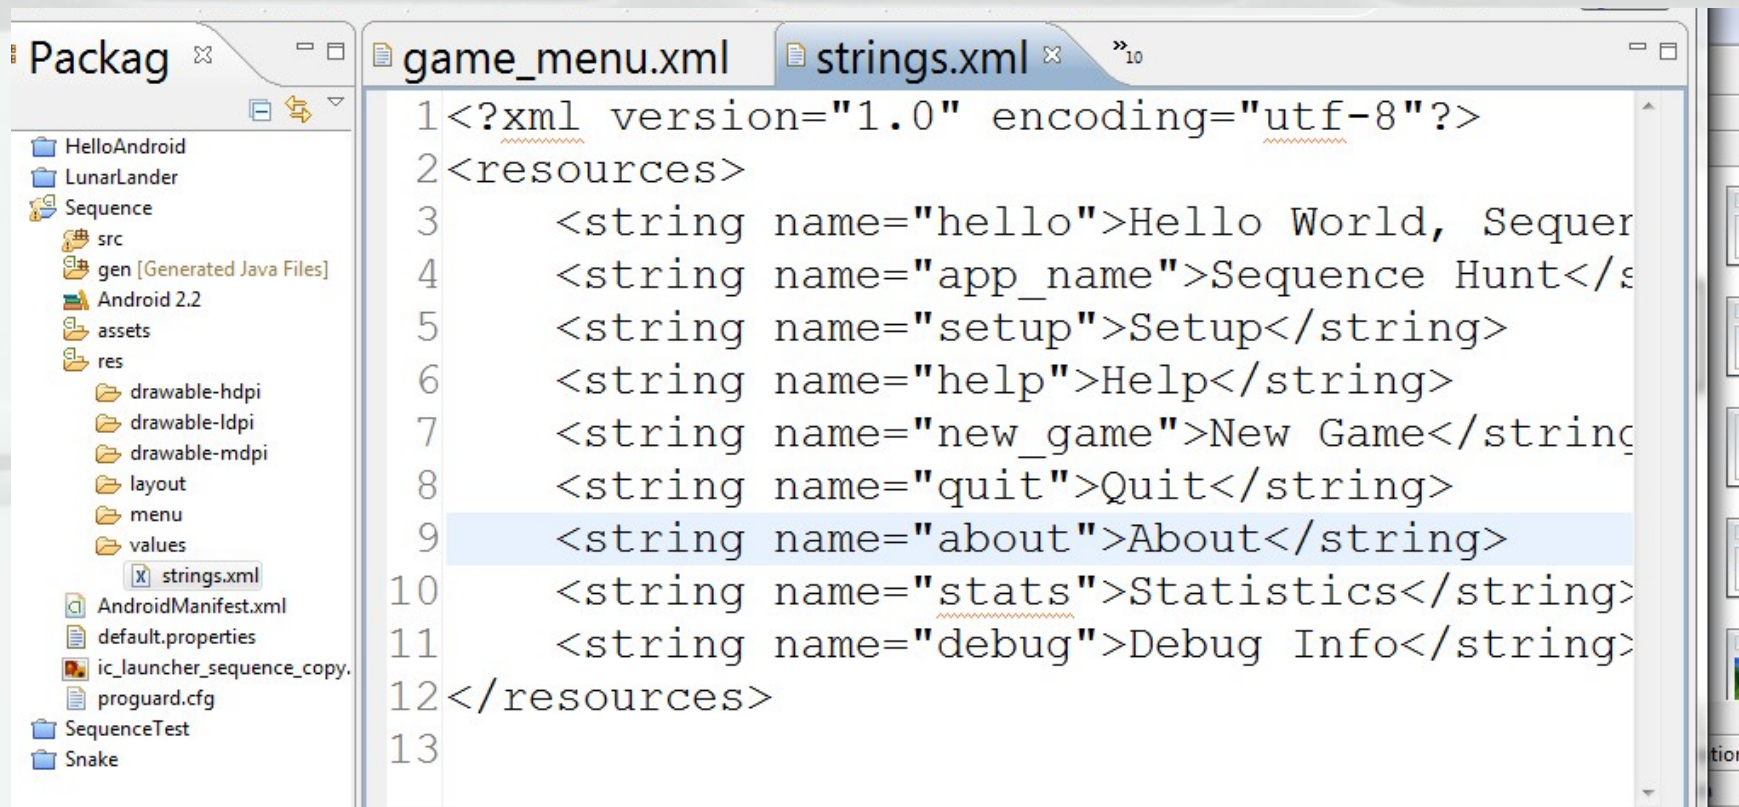 Packag
game_menu.xml
strings.xml
»10
HelloAndroid
LunarLander
Sequence
src
gen [Generated Java Files]
Android 2.2
assets
res
drawable-hdpi
drawable-ldpi
drawable-mdpi
layout
menu
values
strings.xml
AndroidManifest.xml
default.properties
ic_launcher_sequence_copy.
proguard.cfg
SequenceTest
Snake
1 <?xml version="1.0" encoding="utf-8"?>
2 <resources>
3 <string name="hello">Hello World, Sequen
4 <string name="app_name">Sequence Hunt</s
5 <string name="setup">Setup</string>
6 <string name="help">Help</string>
7 <string name="new_game">New Game</string
8 <string name="quit">Quit</string>
9 <string name="about">About</string>
10 <string name="stats">Statistics</string>
11 <string name="debug">Debug Info</string>
12 </resources>
13